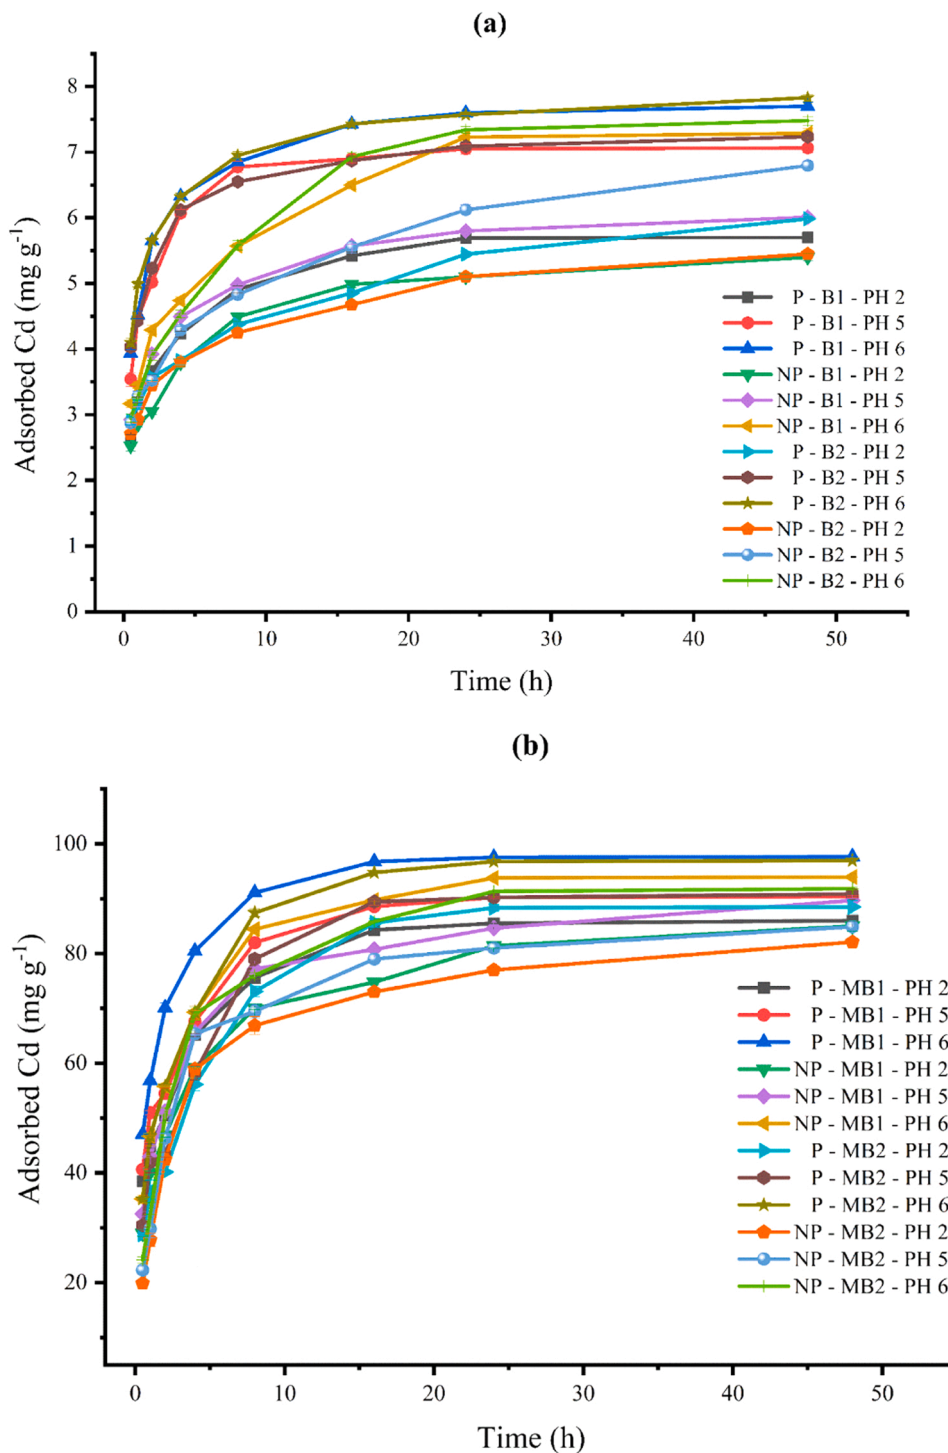 (a)
8
7
6
5
4
3
2
1
0
Adsorbed Cd (mg g⁻¹)
P - B1 - PH 2
P - B1 - PH 5
P - B1 - PH 6
NP - B1 - PH 2
NP - B1 - PH 5
NP - B1 - PH 6
P - B2 - PH 2
P - B2 - PH 5
P - B2 - PH 6
NP - B2 - PH 2
NP - B2 - PH 5
NP - B2 - PH 6
0 10 20 30 40 50
Time (h)
(b)
100
80
60
40
20
Adsorbed Cd (mg g⁻¹)
P - MB1 - PH 2
P - MB1 - PH 5
P - MB1 - PH 6
NP - MB1 - PH 2
NP - MB1 - PH 5
NP - MB1 - PH 6
P - MB2 - PH 2
P - MB2 - PH 5
P - MB2 - PH 6
NP - MB2 - PH 2
NP - MB2 - PH 5
NP - MB2 - PH 6
0 10 20 30 40 50
Time (h)